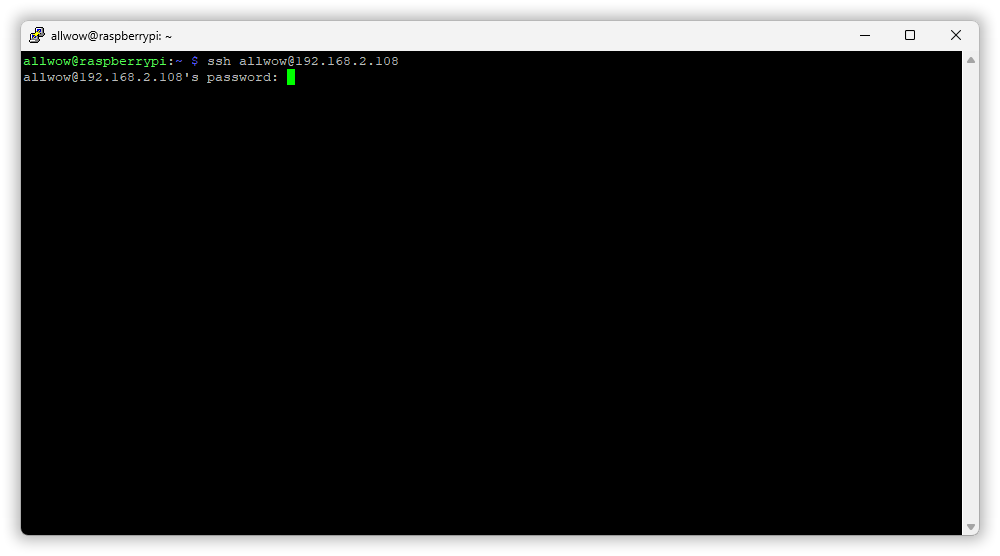 allwow@raspberrypi: ~
allwow@raspberrypi:~ $ ssh allwow@192.168.2.108
allwow@192.168.2.108's password: